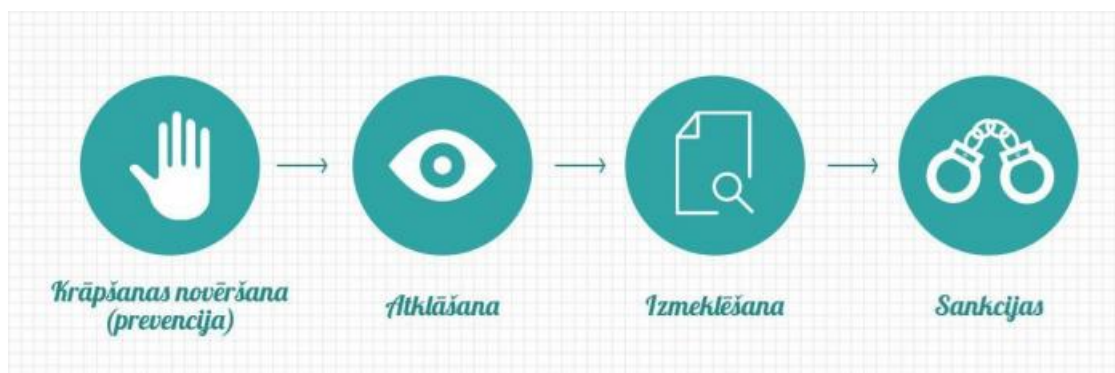 Krāpšanas novēršana
(prevencija)
Atklāšana
Izmeklēšana
Sankcijas